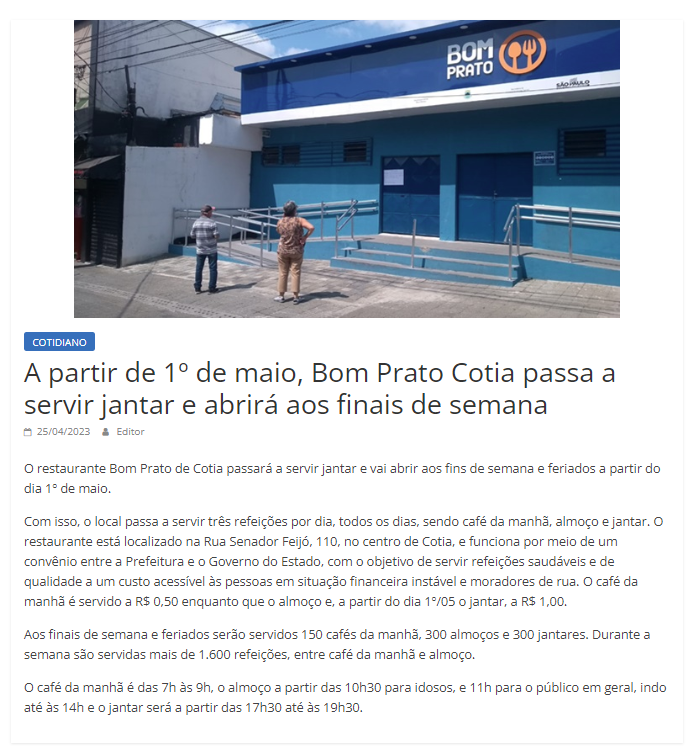 BOM
PRATO
SÃO PAULO
COTIDIANO
A partir de 1º de maio, Bom Prato Cotia passa a
servir jantar e abrirá aos finais de semana
25/04/2023 Editor
O restaurante Bom Prato de Cotia passará a servir jantar e vai abrir aos fins de semana e feriados a partir do
dia 1º de maio.
Com isso, o local passa a servir três refeições por dia, todos os dias, sendo café da manhã, almoço e jantar. O
restaurante está localizado na Rua Senador Feijó, 110, no centro de Cotia, e funciona por meio de um
convênio entre a Prefeitura e o Governo do Estado, com o objetivo de servir refeições saudáveis e de
qualidade a um custo acessível às pessoas em situação financeira instável e moradores de rua. O café da
manhã é servido a R$ 0,50 enquanto que o almoço e, a partir do dia 1º/05 o jantar, a R$ 1,00.
Aos finais de semana e feriados serão servidos 150 cafés da manhã, 300 almoços e 300 jantares. Durante a
semana são servidas mais de 1.600 refeições, entre café da manhã e almoço.
O café da manhã é das 7h às 9h, o almoço a partir das 10h30 para idosos, e 11h para o público em geral, indo
até às 14h e o jantar será a partir das 17h30 até às 19h30.